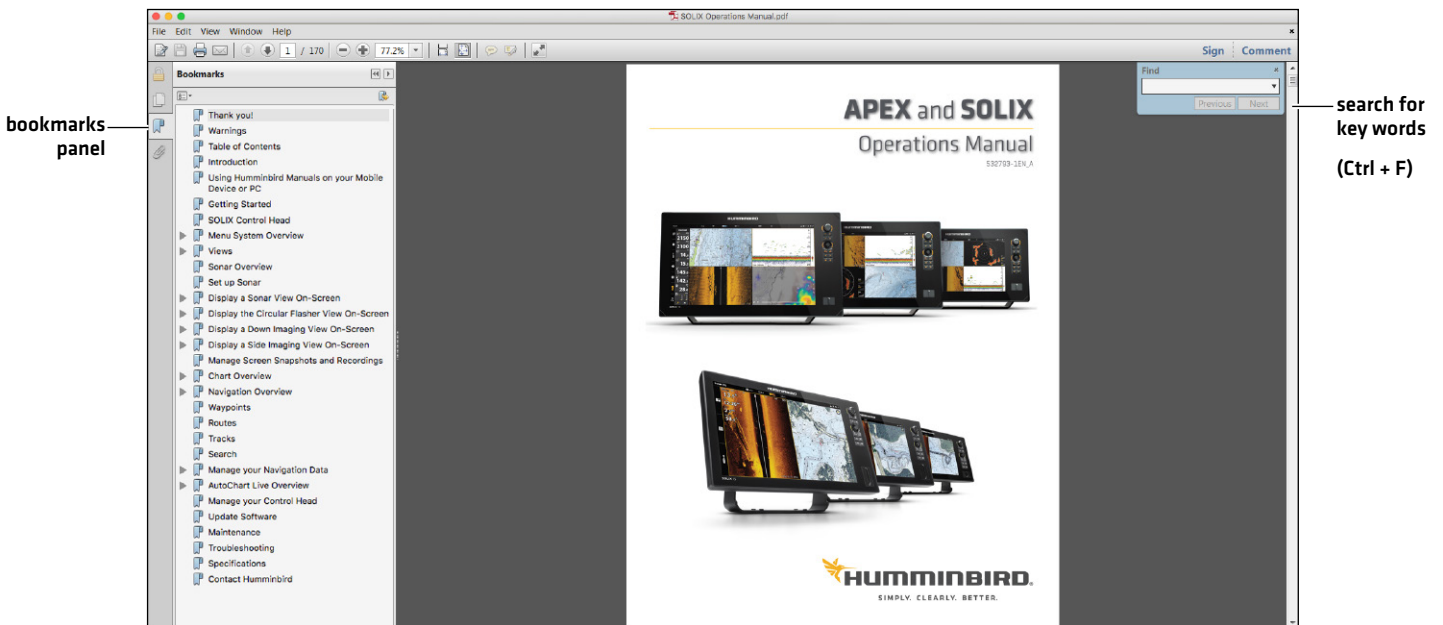 SOLIX Operations Manual.pdf
File Edit View Window Help
1 / 170 77.2% Sign Comment
Bookmarks
Thank you!
Warnings
Table of Contents
Introduction
Using Humminbird Manuals on your Mobile
Device or PC
Getting Started
SOLIX Control Head
Menu System Overview
Views
Sonar Overview
Set up Sonar
Display a Sonar View On-Screen
Display the Circular Flasher View On-Screen
Display a Down Imaging View On-Screen
Display a Side Imaging View On-Screen
Manage Screen Snapshots and Recordings
Chart Overview
Navigation Overview
Waypoints
Routes
Tracks
Search
Manage your Navigation Data
AutoChart Live Overview
Manage your Control Head
Update Software
Maintenance
Troubleshooting
Specifications
Contact Humminbird
bookmarks
panel
APEX and SOLIX
Operations Manual
532793-1EN_A
HUMMINBIRD
HUMMINBIRD.
SIMPLY. CLEARLY. BETTER.
Find
Previous Next
search for
key words
(Ctrl + F)